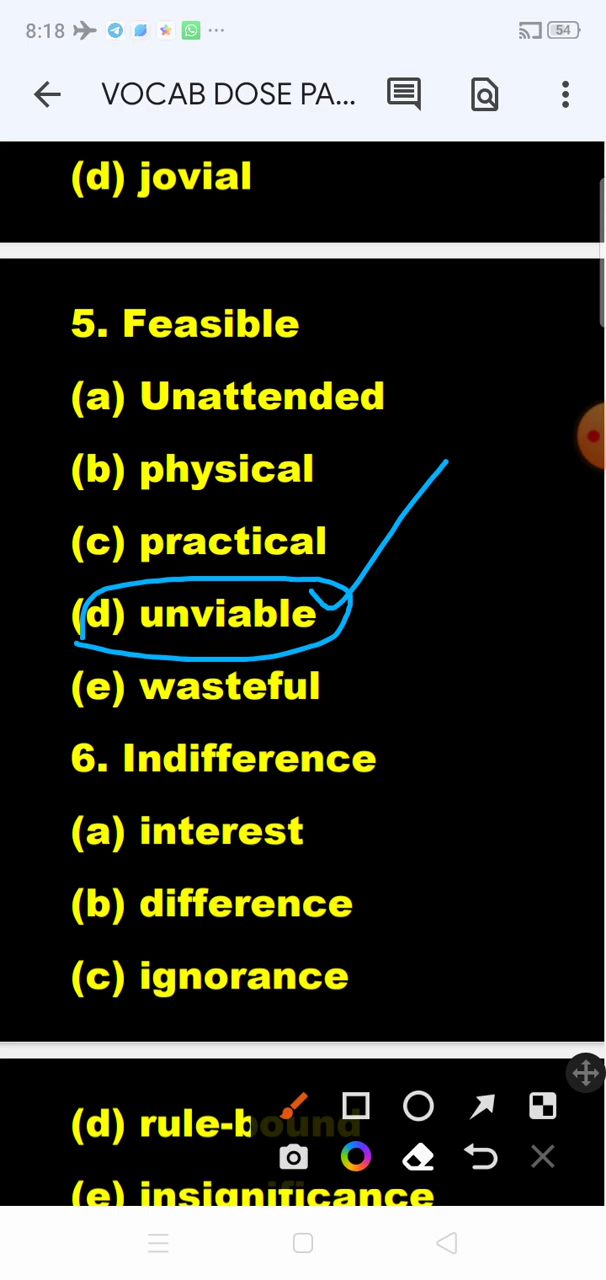 8:18
54
VOCAB DOSE PA...
(d) jovial
5. Feasible
(a) Unattended
(b) physical
(c) practical
(d) unviable
(e) wasteful
6. Indifference
(a) interest
(b) difference
(c) ignorance
(d) rule-bound
(e) insignificance